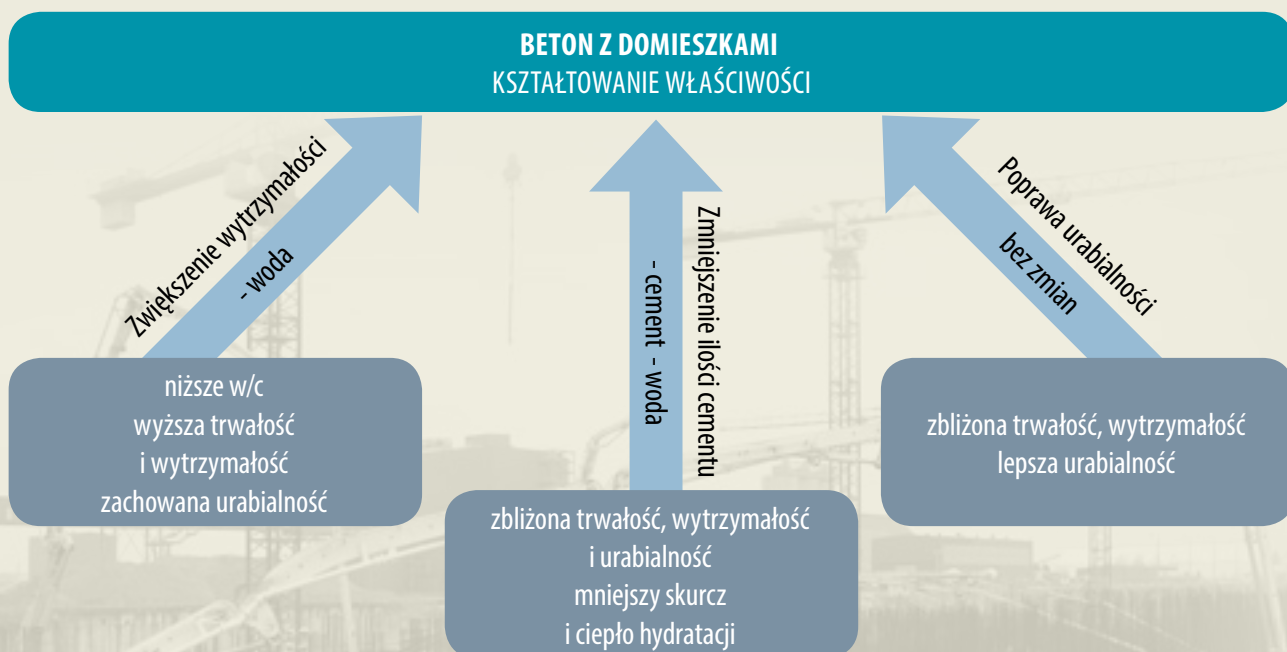 BETON Z DOMIESZKAMI
KSZTAŁTOWANIE WŁAŚCIWOŚCI
Zwiększenie wytrzymałości
- woda
niższe w/c
wyższa trwałość
i wytrzymałość
zachowana urabialność
Zmniejszenie ilości cementu
- cement - woda
zbliżona trwałość, wytrzymałość
i urabialność
mniejszy skurcz
i ciepło hydratacji
Poprawa urabialności
bez zmian
zbliżona trwałość, wytrzymałość
lepsza urabialność